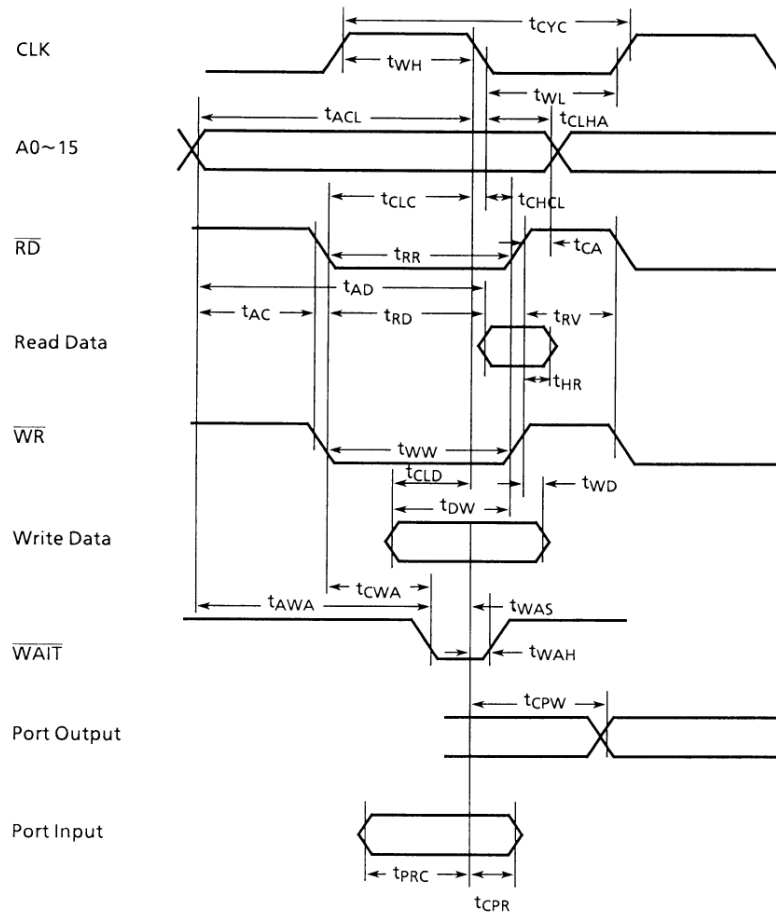 tCYC
CLK
tWH
tWL
tACL
tCLHA
A0~15
tCLC
tCHCL
RD
tRR
tCA
tAD
tAC
tRD
tRV
Read Data
tHR
WR
tWW
tCLD
tWD
tDW
Write Data
tCWA
tAWA
tWAS
WAIT
tWAH
tCPW
Port Output
Port Input
tPRC
tCPR